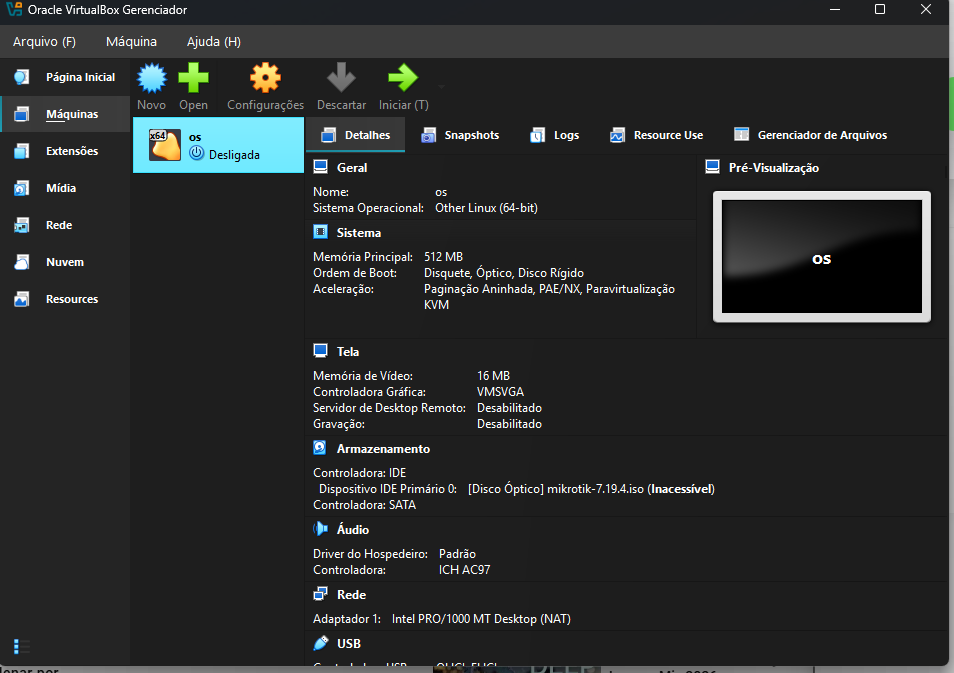 Oracle VirtualBox Gerenciador
Arquivo (F) Máquina Ajuda (H)
Página Inicial
Máquinas
Extensões
Mídia
Rede
Nuvem
Resources
Novo Open Configurações Descartar Iniciar (T)
x64 os
Desligada
Detalhes Snapshots Logs Resource Use Gerenciador de Arquivos
Geral
Nome: os
Sistema Operacional: Other Linux (64-bit)
Pré-Visualização
os
Sistema
Memória Principal: 512 MB
Ordem de Boot: Disquete, Óptico, Disco Rígido
Aceleração: Paginação Aninhada, PAE/NX, Paravirtualização
KVM
Tela
Memória de Vídeo: 16 MB
Controladora Gráfica: VMSVGA
Servidor de Desktop Remoto: Desabilitado
Gravação: Desabilitado
Armazenamento
Controladora: IDE
Dispositivo IDE Primário 0: [Disco Óptico] mikrotik-7.19.4.iso (Inacessível)
Controladora: SATA
Áudio
Driver do Hospedeiro: Padrão
Controladora: ICH AC97
Rede
Adaptador 1: Intel PRO/1000 MT Desktop (NAT)
USB